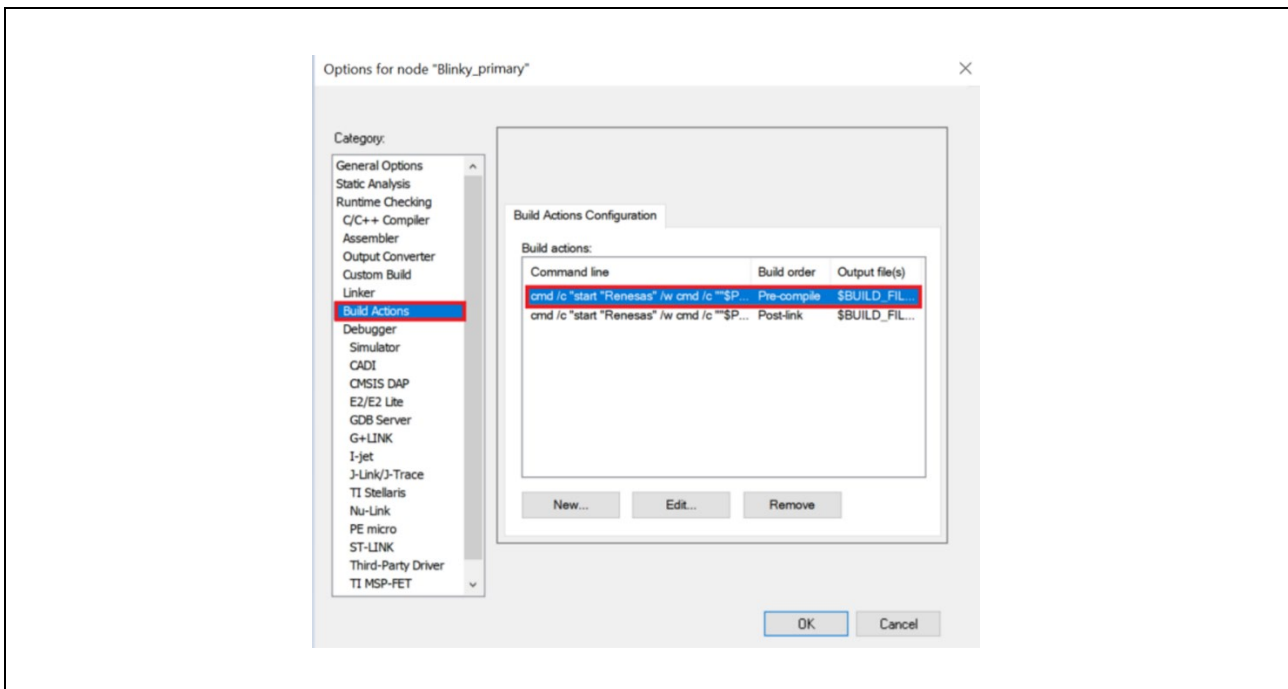 Options for node "Blinky_primary"
Category:
General Options
Static Analysis
Runtime Checking
C/C++ Compiler
Assembler
Output Converter
Custom Build
Linker
Build Actions
Debugger
Simulator
CADI
CMSIS DAP
E2/E2 Lite
GDB Server
G+LINK
I-jet
J-Link/J-Trace
TI Stellaris
Nu-Link
PE micro
ST-LINK
Third-Party Driver
TI MSP-FET
Build Actions Configuration
Build actions:
Command line Build order Output file(s)
cmd /c "start "Renesas" /w cmd /c ""$P... Pre-compile $BUILD_FIL...
cmd /c "start "Renesas" /w cmd /c ""$P... Post-link $BUILD_FIL...
New... Edit... Remove
OK Cancel